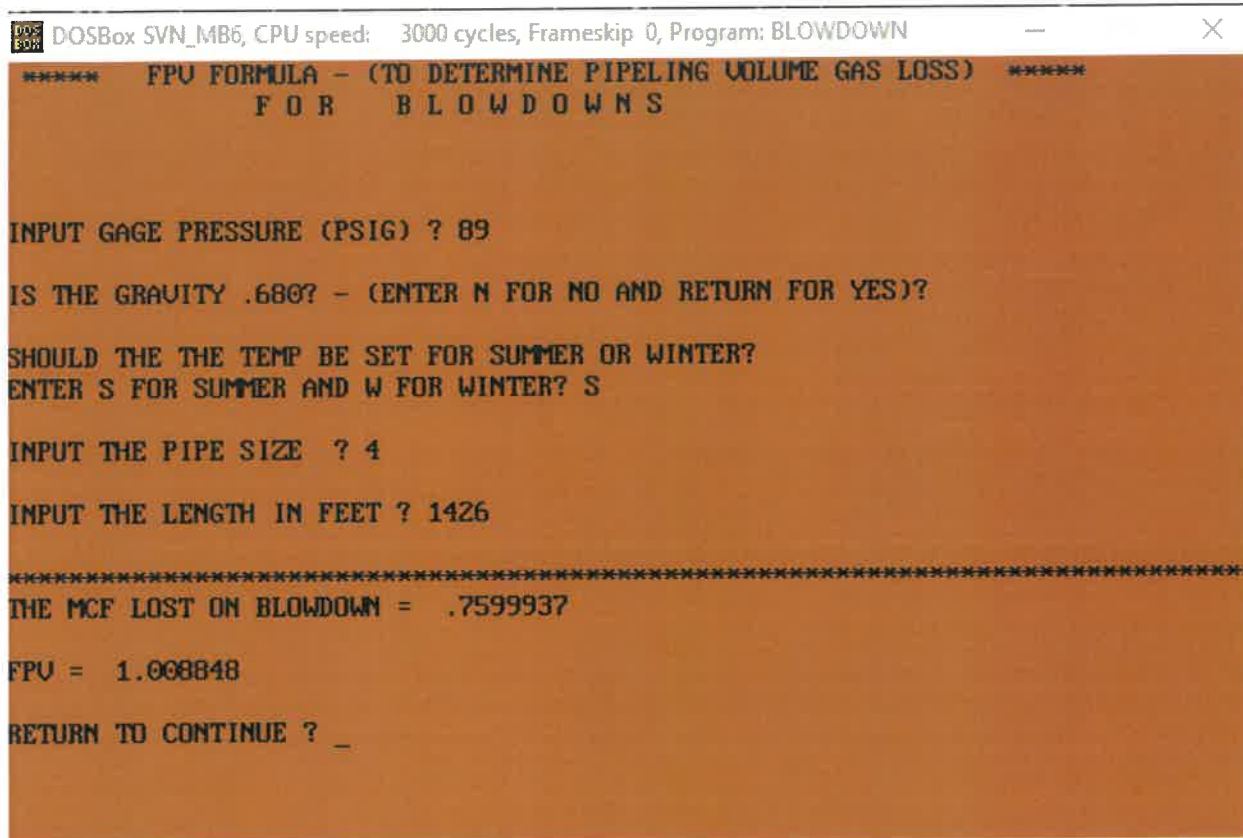 DOSBox SVN_MB6, CPU speed: 3000 cycles, Frameskip 0, Program: BLOWDOWN
***** FPV FORMULA - (TO DETERMINE PIPELING VOLUME GAS LOSS) *****
F O R B L O W D O W N S
INPUT GAGE PRESSURE (PSIG) ? 89
IS THE GRAVITY .680? - (ENTER N FOR NO AND RETURN FOR YES)?
SHOULD THE THE TEMP BE SET FOR SUMMER OR WINTER?
ENTER S FOR SUMMER AND W FOR WINTER? S
INPUT THE PIPE SIZE ? 4
INPUT THE LENGTH IN FEET ? 1426
********************************************************************************
THE MCF LOST ON BLOWDOWN = .7599937
FPV = 1.008848
RETURN TO CONTINUE ? _